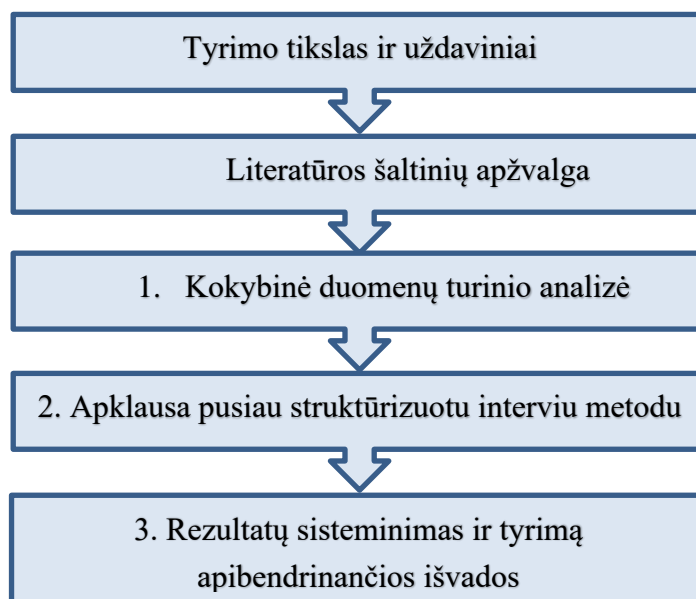 Tyrimo tikslas ir uždaviniai
Literatūros šaltinių apžvalga
1. Kokybinė duomenų turinio analizė
2. Apklausa pusiau struktūrizuotu interviu metodu
3. Rezultatų sisteminimas ir tyrimą
apibendrinančios išvados